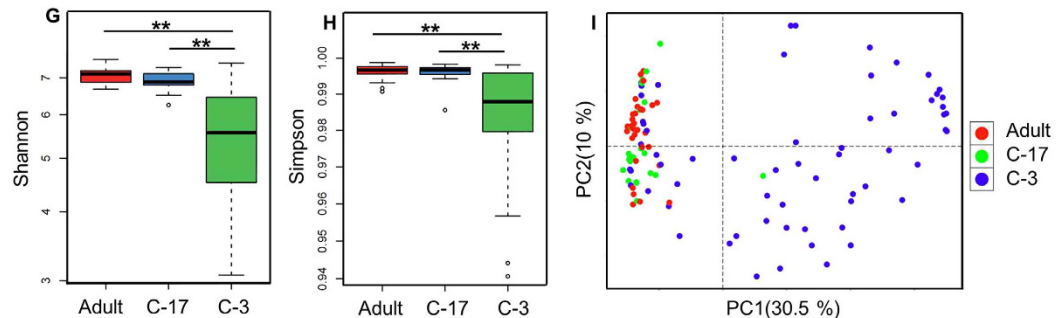 G
**
**
Shannon
7
6
5
4
3
Adult
C-17
C-3
H
**
**
Simpson
1.00
0.99
0.98
0.97
0.96
0.95
0.94
Adult
C-17
C-3
I
PC2(10 %)
PC1(30.5 %)
Adult
C-17
C-3